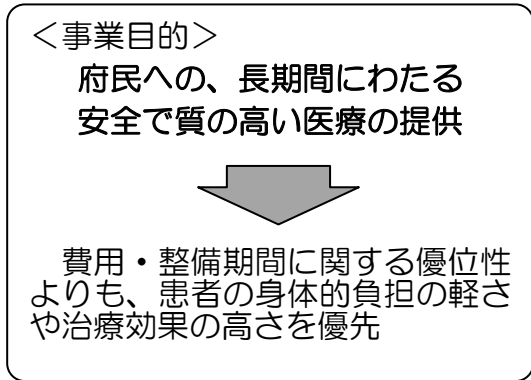 ＜事業目的＞
府民への、長期間にわたる
安全で質の高い医療の提供
費用・整備期間に関する優位性
よりも、患者の身体的負担の軽さ
や治療効果の高さを優先